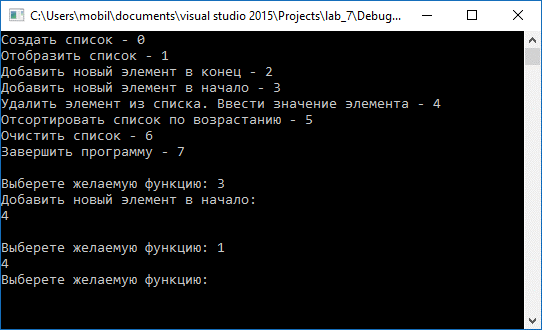 C:\Users\mobil\documents\visual studio 2015\Projects\lab_7\Debug...
Создать список - 0
Отобразить список - 1
Добавить новый элемент в конец - 2
Добавить новый элемент в начало - 3
Удалить элемент из списка. Ввести значение элемента - 4
Отсортировать список по возрастанию - 5
Очистить список - 6
Завершить программу - 7
Выберете желаемую функцию: 3
Добавить новый элемент в начало:
4
Выберете желаемую функцию: 1
4
Выберете желаемую функцию: